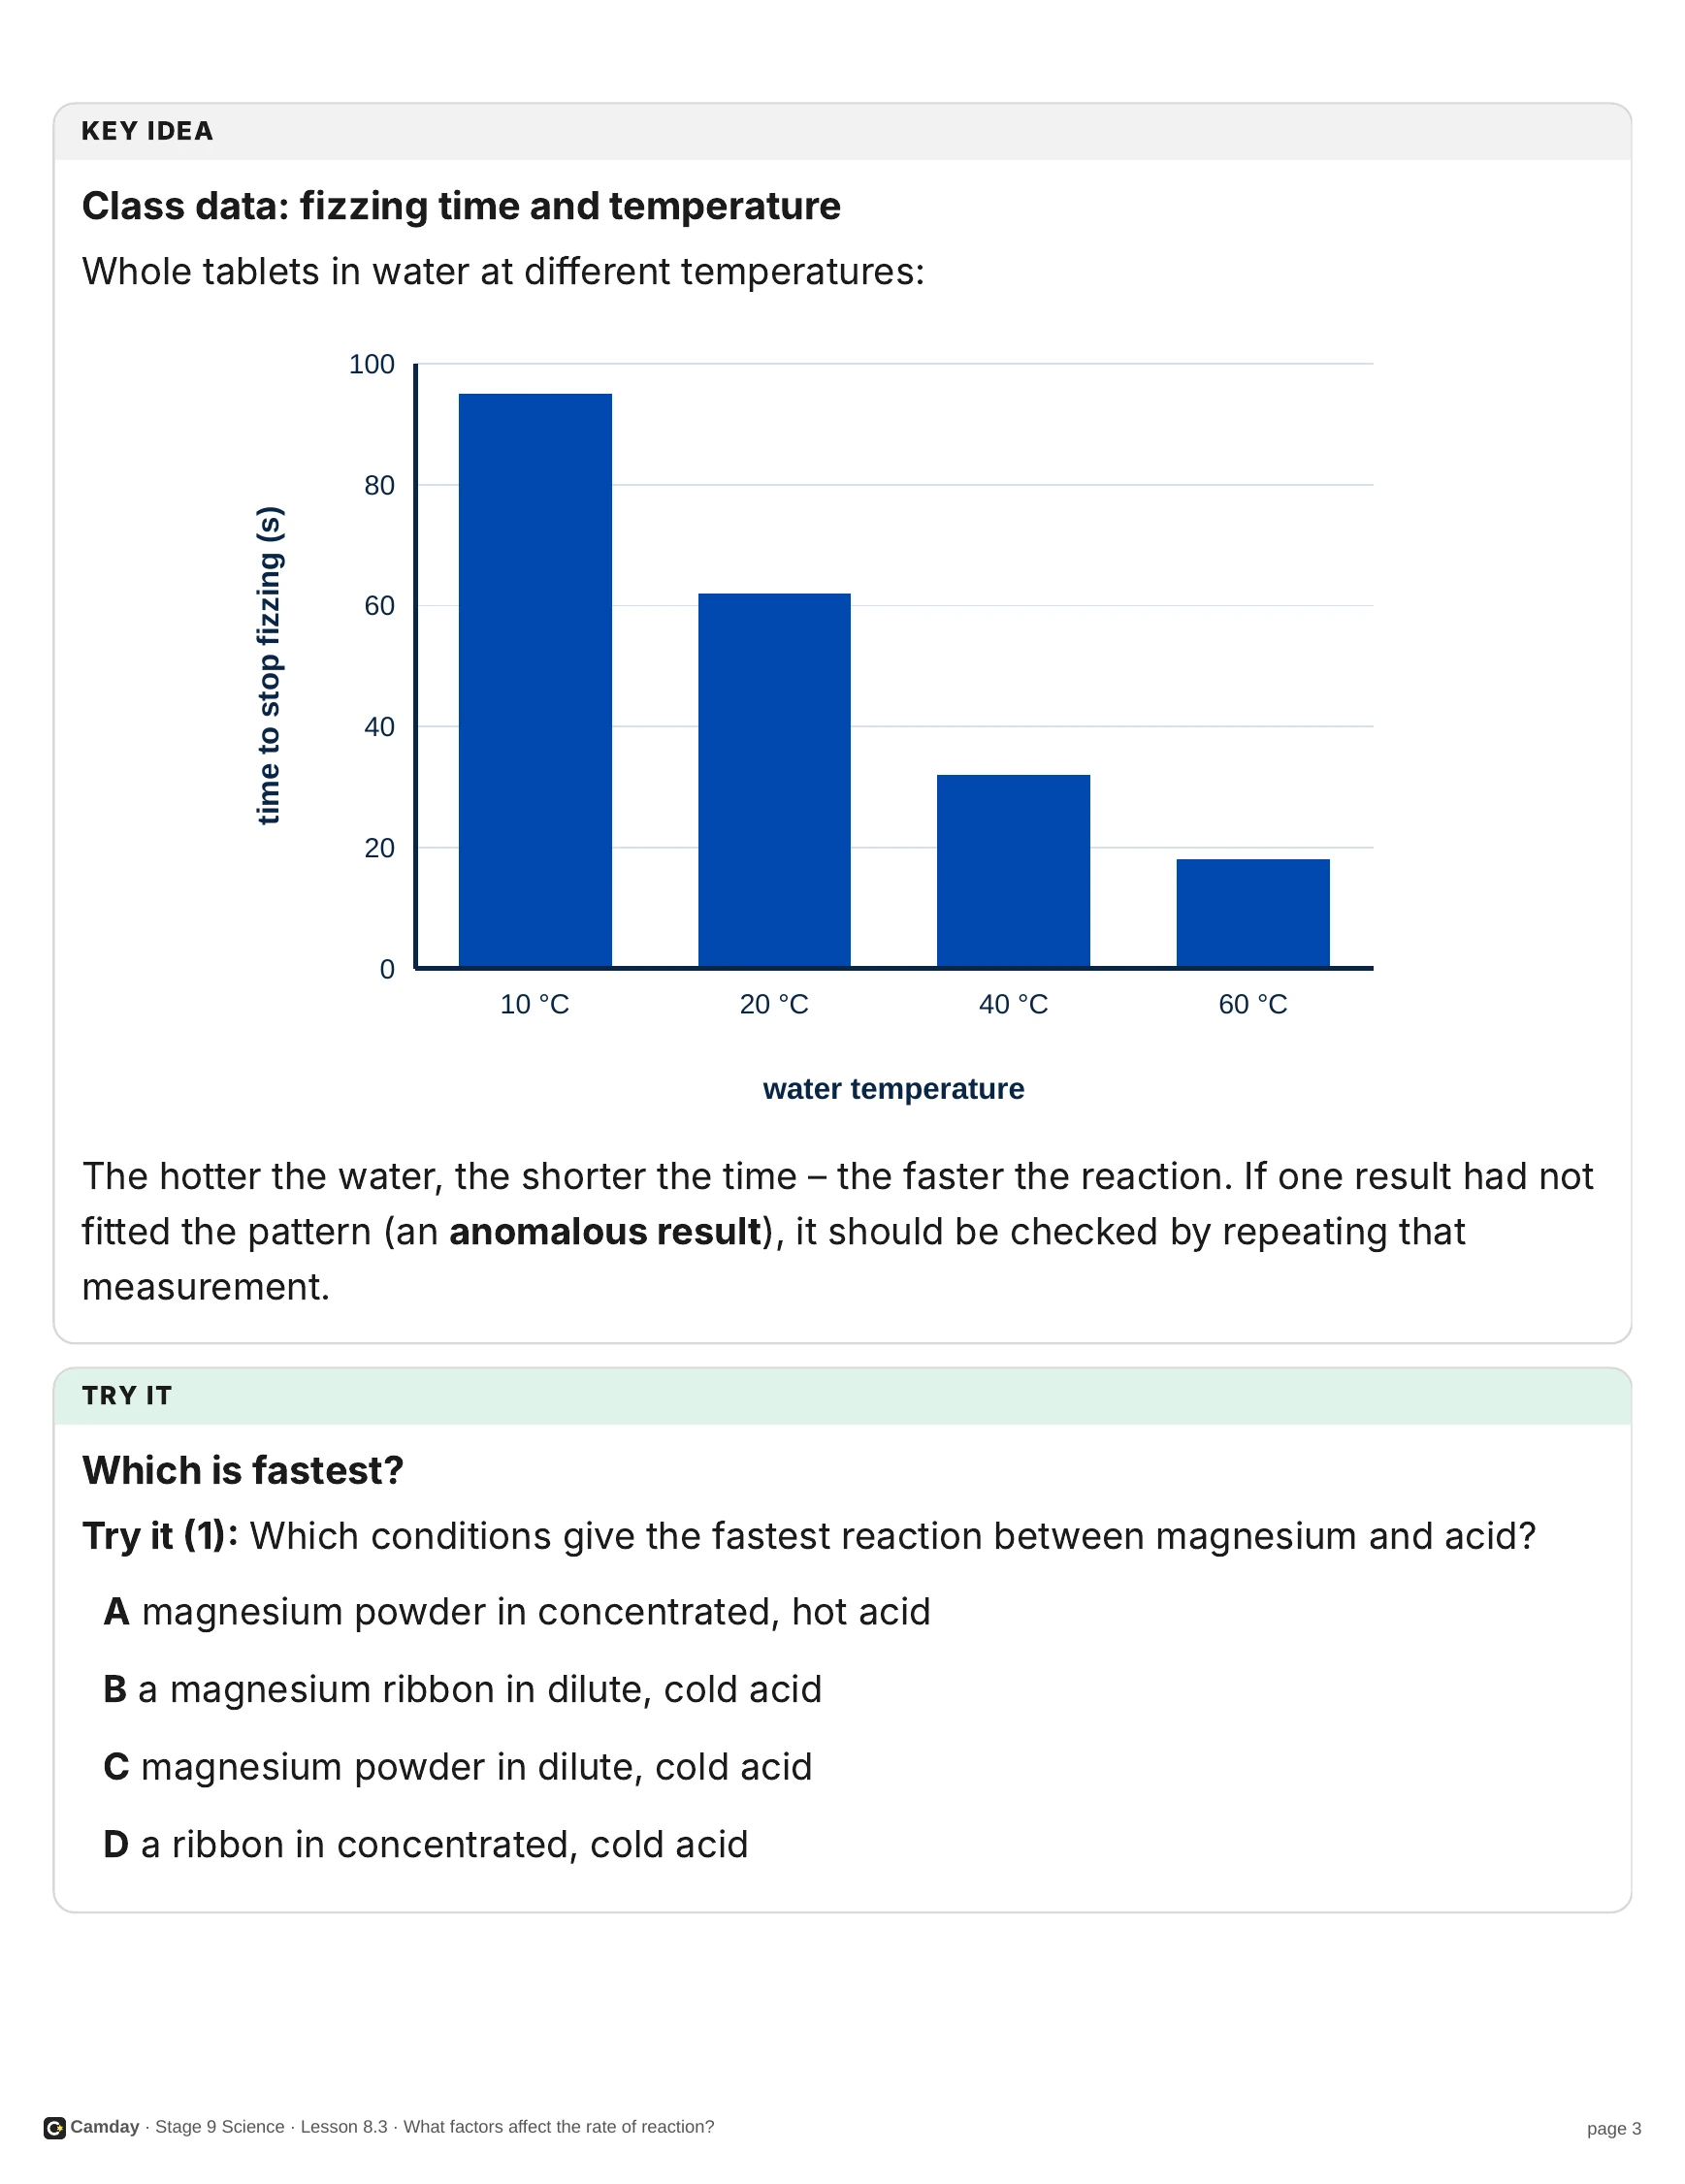 KEY IDEA
Class data: fizzing time and temperature
Whole tablets in water at different temperatures:
100
80
60
40
20
0
time to stop fizzing (s)
10 °C
20 °C
40 °C
60 °C
water temperature
The hotter the water, the shorter the time – the faster the reaction. If one result had not
fitted the pattern (an anomalous result), it should be checked by repeating that
measurement.
TRY IT
Which is fastest?
Try it (1): Which conditions give the fastest reaction between magnesium and acid?
A magnesium powder in concentrated, hot acid
B a magnesium ribbon in dilute, cold acid
C magnesium powder in dilute, cold acid
D a ribbon in concentrated, cold acid
Camday · Stage 9 Science · Lesson 8.3 · What factors affect the rate of reaction?
page 3